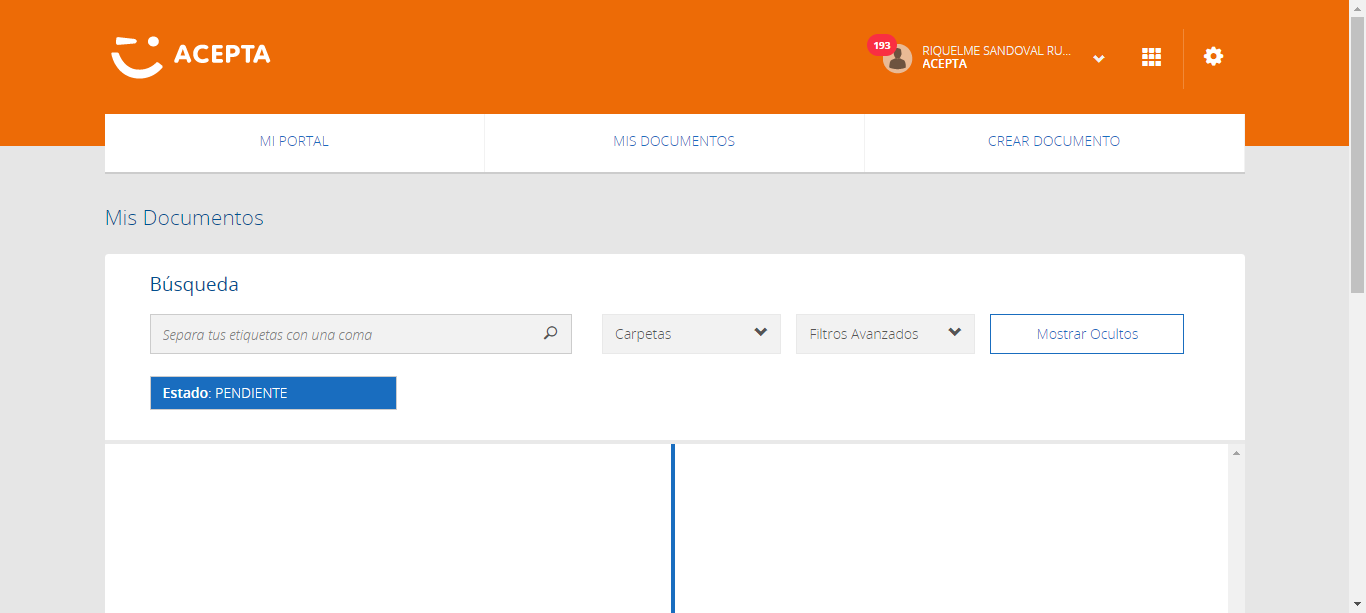 ACEPTA
193
RIQUELME SANDOVAL RU...
ACEPTA
MI PORTAL
MIS DOCUMENTOS
CREAR DOCUMENTO
Mis Documentos
Búsqueda
Separa tus etiquetas con una coma
Carpetas
Filtros Avanzados
Mostrar Ocultos
Estado: PENDIENTE